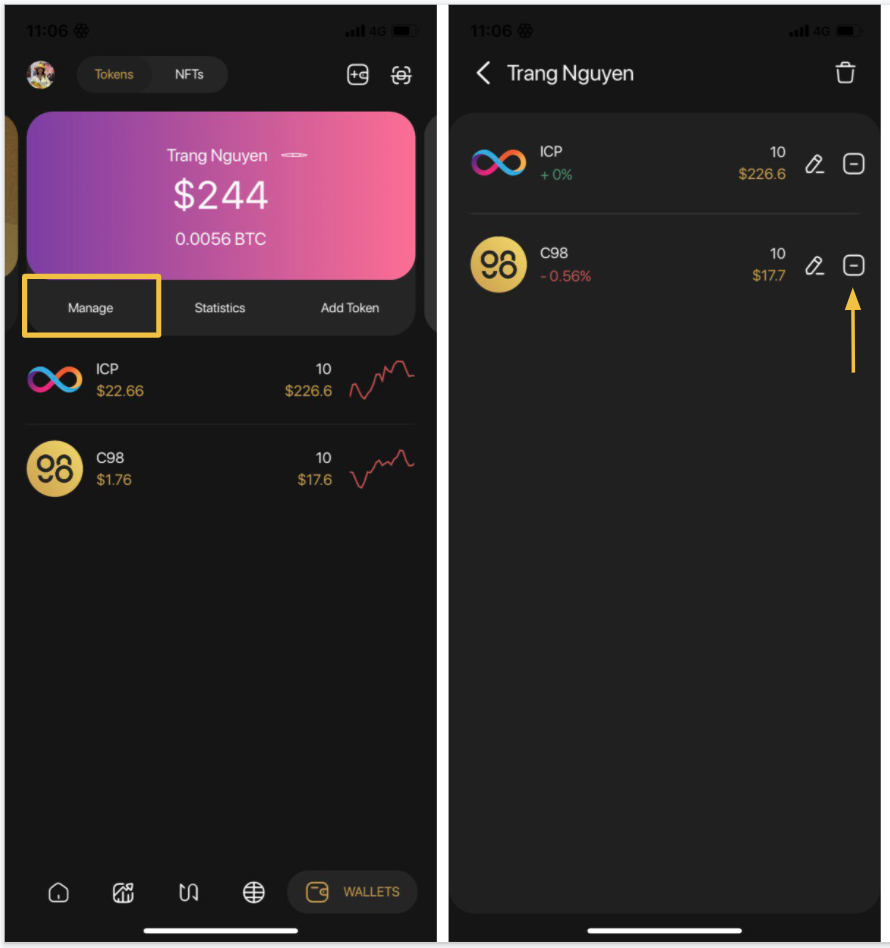 11:06
4G
Tokens
NFTs
Trang Nguyen
$244
0.0056 BTC
Manage
Statistics
Add Token
ICP
10
$22.66
$226.6
C98
10
$1.76
$17.6
WALLETS
11:06
4G
Trang Nguyen
ICP
10
+ 0%
$226.6
C98
10
- 0.56%
$17.7